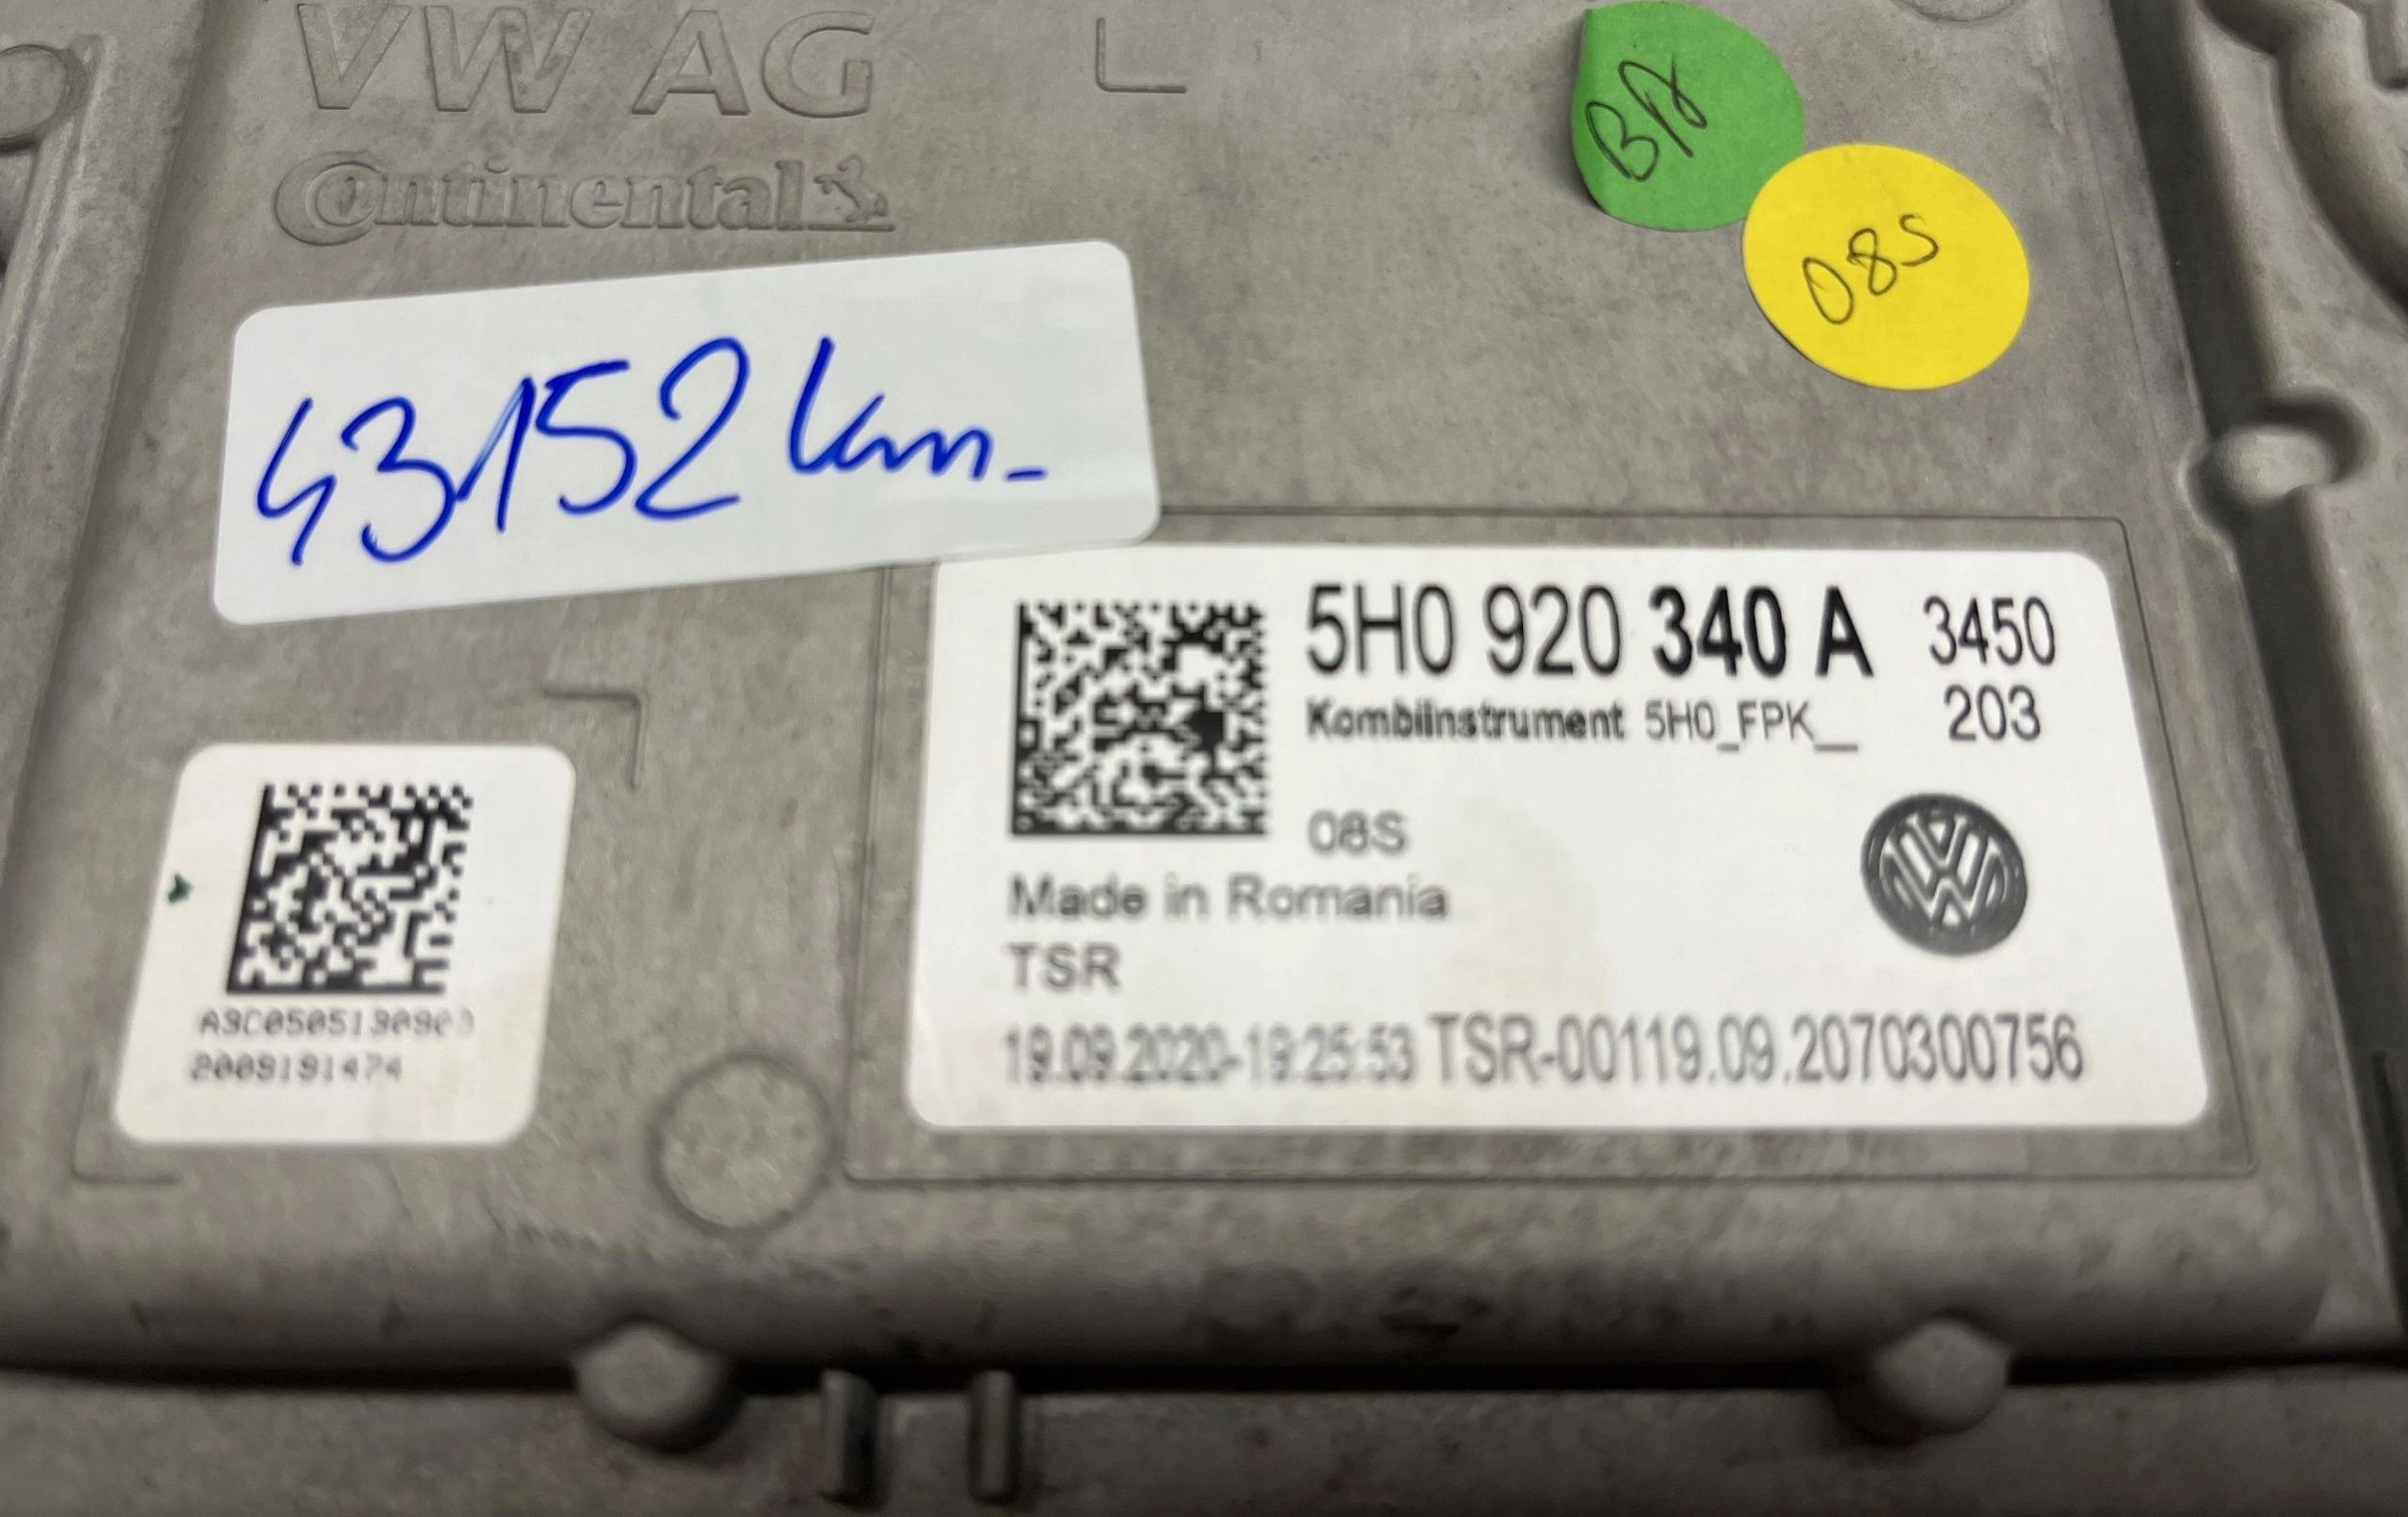 VW AG
Continental
BA
08S
43152 km
5H0 920 340 A 3450
Kombiinstrument 5H0_FPK__ 203
08S
Made in Romania
TSR
19.09.2020-19:25:53 TSR-00119.09.2070300756
2009191474